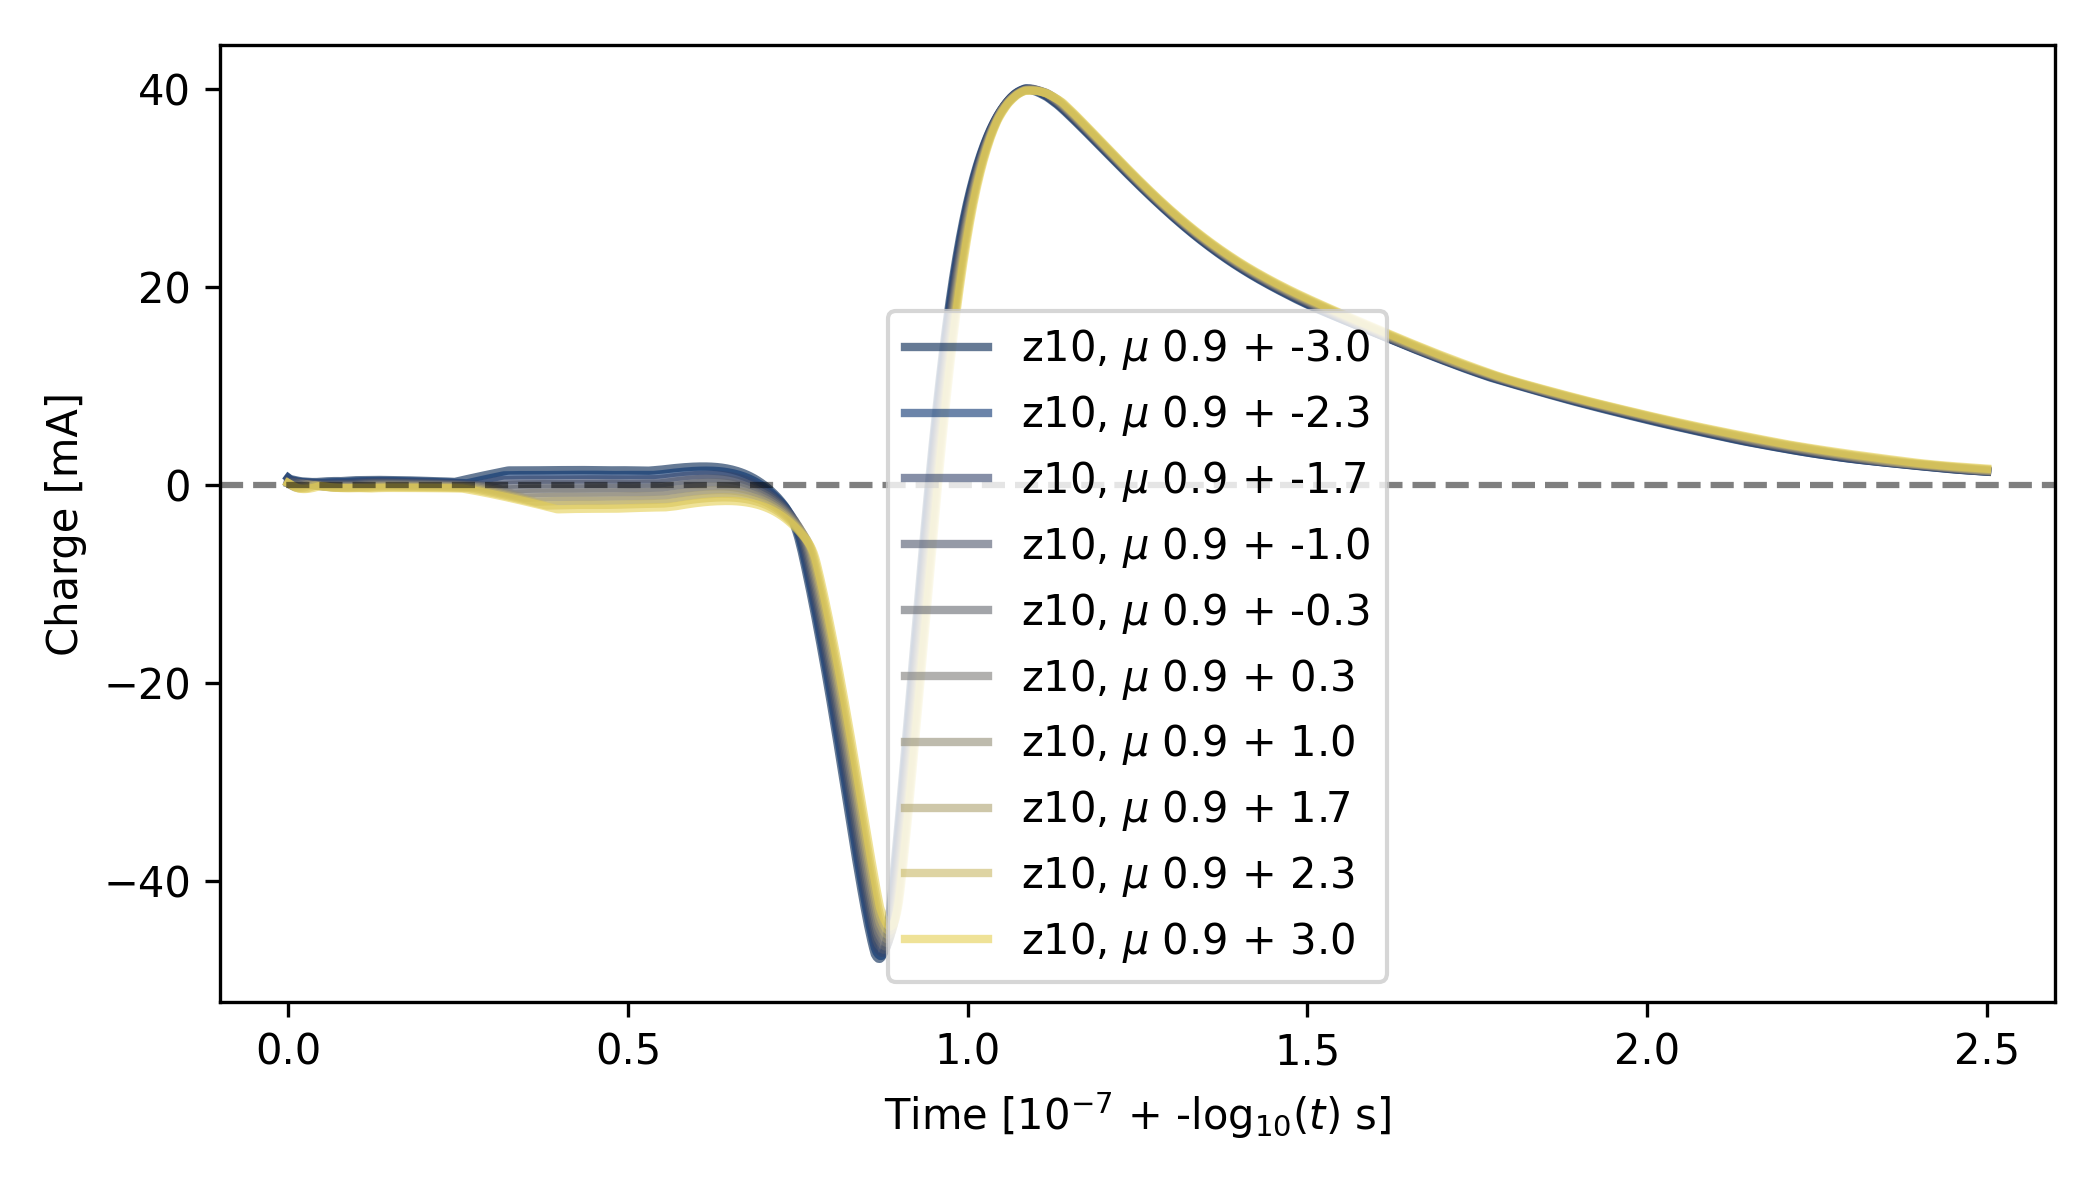 40
20
0
−20
−40
Charge [mA]
z10, μ 0.9 + -3.0
z10, μ 0.9 + -2.3
z10, μ 0.9 + -1.7
z10, μ 0.9 + -1.0
z10, μ 0.9 + -0.3
z10, μ 0.9 + 0.3
z10, μ 0.9 + 1.0
z10, μ 0.9 + 1.7
z10, μ 0.9 + 2.3
z10, μ 0.9 + 3.0
0.0 0.5 1.0 1.5 2.0 2.5
Time [10⁻⁷ + -log₁₀(t) s]